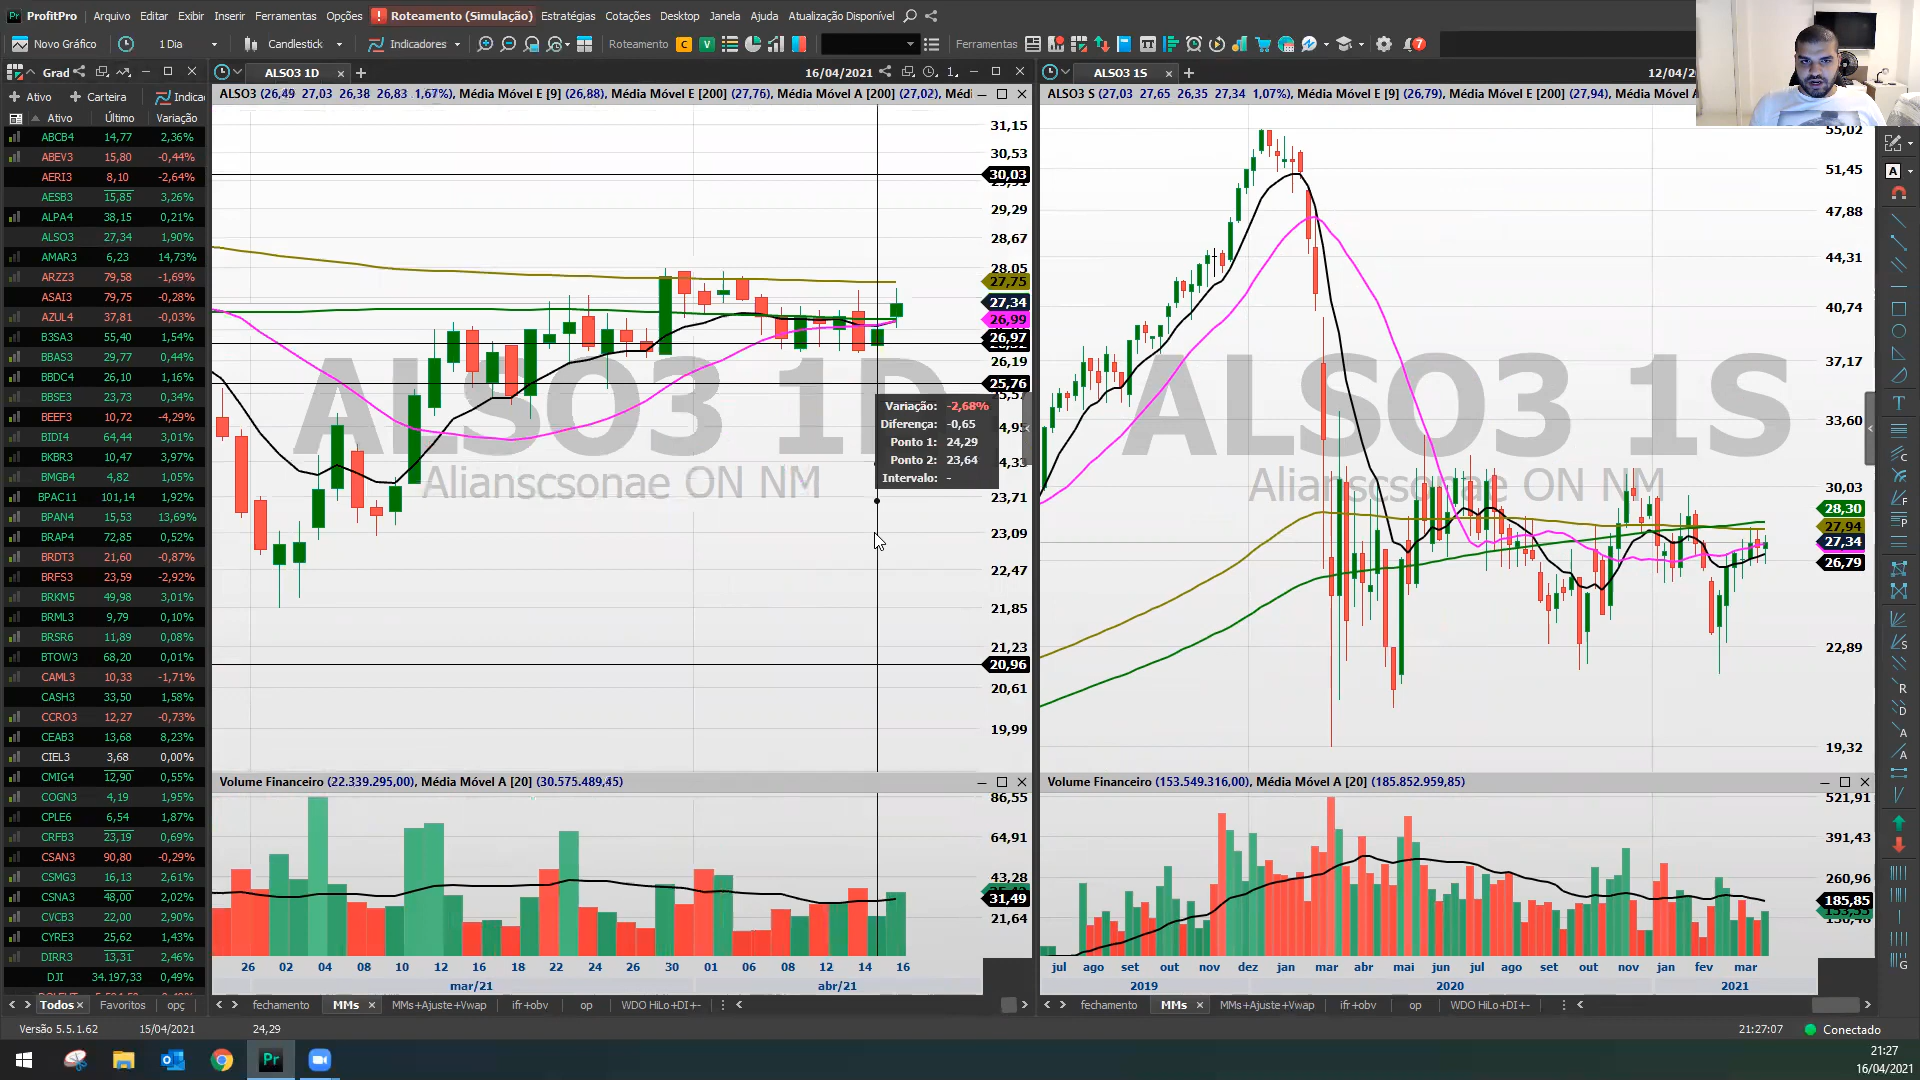 ProfitPro Arquivo Editar Exibir Inserir Ferramentas Opções Roteamento (Simulação) Estratégias Cotações Desktop Janela Ajuda Atualização Disponível
Novo Gráfico 1 Dia Candlestick Indicadores Roteamento C V Ferramentas 7
Grad ALSO3 1D 16/04/2021 1 ALSO3 1S 12/04/2
Ativo Carteira Indica
ALSO3 (26,49 27,03 26,38 26,83 1,67%), Média Móvel E [9] (26,88), Média Móvel E [200] (27,76), Média Móvel A [200] (27,02), Médi
ALSO3 S (27,03 27,65 26,35 27,34 1,07%), Média Móvel E [9] (26,79), Média Móvel E [200] (27,94), Média Móvel A
Ativo Último Variação
ABCB4 14,77 2,36%
ABEV3 15,80 -0,44%
AERI3 8,10 -2,64%
AESB3 15,85 3,26%
ALPA4 38,15 0,21%
ALSO3 27,34 1,90%
AMAR3 6,23 14,73%
ARZZ3 79,58 -1,69%
ASAI3 79,75 -0,28%
AZUL4 37,81 -0,03%
B3SA3 55,40 1,54%
BBAS3 29,77 0,44%
BBDC4 26,10 1,16%
BBSE3 23,73 0,34%
BEEF3 10,72 -4,29%
BIDI4 64,44 3,01%
BKBR3 10,47 3,97%
BMGB4 4,82 1,05%
BPAC11 101,14 1,92%
BPAN4 15,53 13,69%
BRAP4 72,85 0,52%
BRDT3 21,60 -0,87%
BRFS3 23,59 -2,92%
BRKM5 49,98 3,01%
BRML3 9,79 0,10%
BRSR6 11,89 0,08%
BTOW3 68,20 0,01%
CAML3 10,33 -1,71%
CASH3 33,50 1,58%
CCRO3 12,27 -0,73%
CEAB3 13,68 8,23%
CIEL3 3,68 0,00%
CMIG4 12,90 0,55%
COGN3 4,19 1,95%
CPLE6 6,54 1,87%
CRFB3 23,19 0,69%
CSAN3 90,80 -0,29%
CSMG3 16,13 2,61%
CSNA3 48,00 2,02%
CVCB3 22,00 2,90%
CYRE3 25,62 1,43%
DIRR3 13,31 2,46%
DJI 34.197,33 0,49%
31,15
30,53
30,03
29,29
28,67
28,05
27,75
27,34
26,99
26,97
26,19
25,76
25,57
24,33
23,71
23,09
22,47
21,85
21,23
20,96
20,61
19,99
ALSO3 1D
Alianscsonae ON NM
Variação: -2,68%
Diferença: -0,65
Ponto 1: 24,29
Ponto 2: 23,64
Intervalo: -
Volume Financeiro (22.339.295,00), Média Móvel A [20] (30.575.489,45)
86,55
64,91
43,28
31,49
21,64
26 02 04 08 10 12 16 18 22 24 26 30 01 06 08 12 14 16
mar/21 abr/21
55,02
51,45
47,88
44,31
40,74
37,17
33,60
30,03
28,30
27,94
27,34
26,79
22,89
19,32
ALSO3 1S
Alianscsonae ON NM
Volume Financeiro (153.549.316,00), Média Móvel A [20] (185.852.959,85)
521,91
391,43
260,96
185,85
jul ago set out nov dez jan mar abr mai jun jul ago set out nov jan fev mar
2019 2020 2021
Todos Favoritos opç fechamento MMs MMs+Ajuste+Vwap ifr+obv op WDO HiLo+DI+-
fechamento MMs MMs+Ajuste+Vwap ifr+obv op WDO HiLo+DI+-
Versão 5.5.1.62 15/04/2021 24,29 21:27:07 Conectado
21:27
16/04/2021